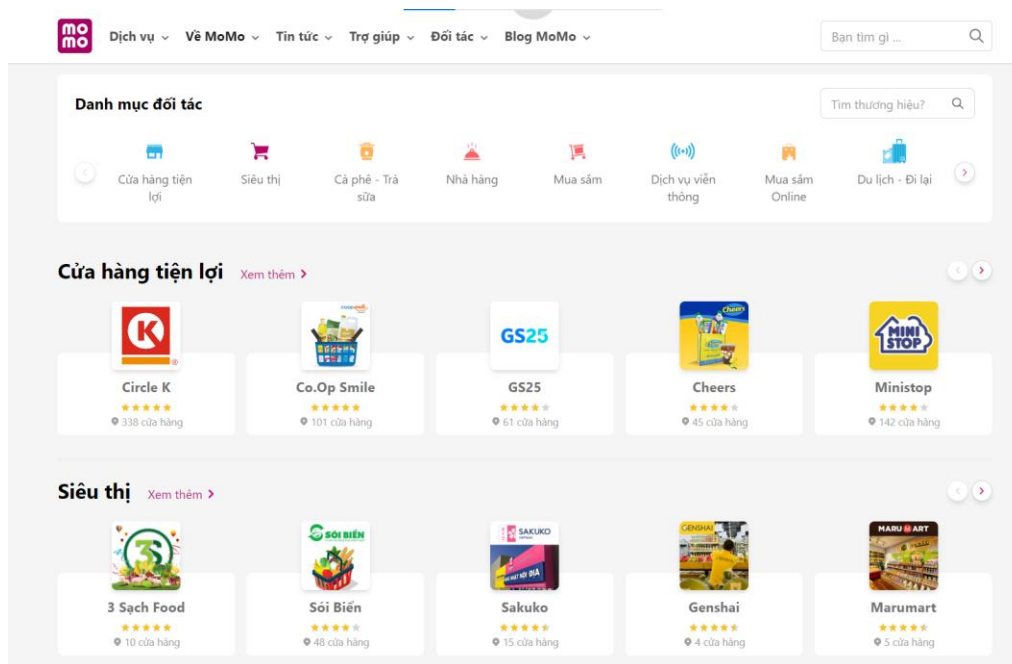 mo
mo
Dịch vụ
Về MoMo
Tin tức
Trợ giúp
Đối tác
Blog MoMo
Bạn tìm gì ...
Danh mục đối tác
Tìm thương hiệu?
Cửa hàng tiện
lợi
Siêu thị
Cà phê - Trà
sữa
Nhà hàng
Mua sắm
Dịch vụ viễn
thông
Mua sắm
Online
Du lịch - Đi lại
Cửa hàng tiện lợi
Xem thêm
K
GS25
Cheers
MINI
STOP
Circle K
Co.Op Smile
GS25
Cheers
Ministop
338 cửa hàng
101 cửa hàng
61 cửa hàng
45 cửa hàng
142 cửa hàng
Siêu thị
Xem thêm
3S
SÓI BIỂN
SAKUKO
GENSHAI
MARU M ART
3 Sạch Food
Sói Biển
Sakuko
Genshai
Marumart
10 cửa hàng
48 cửa hàng
15 cửa hàng
4 cửa hàng
5 cửa hàng